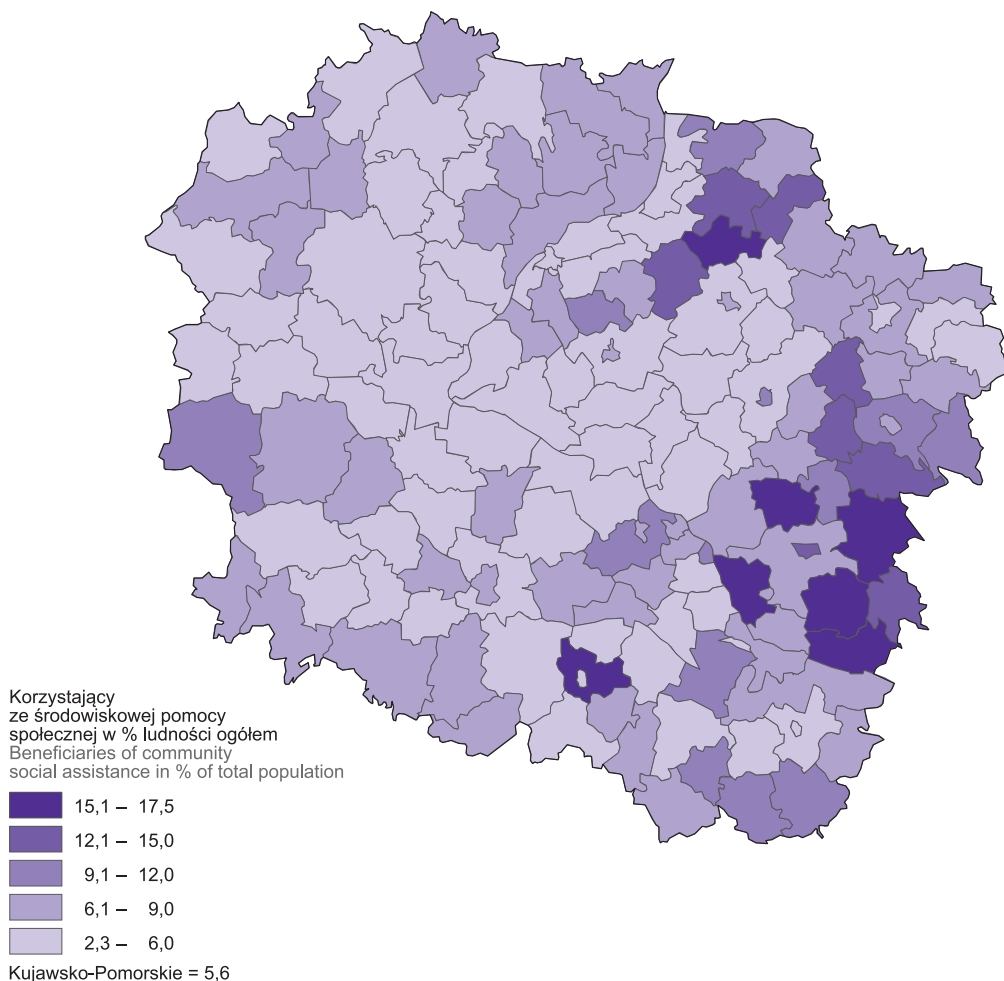 Korzystający
ze środowiskowej pomocy
społecznej w % ludności ogółem
Beneficiaries of community
social assistance in % of total population
15,1 – 17,5
12,1 – 15,0
9,1 – 12,0
6,1 – 9,0
2,3 – 6,0
Kujawsko-Pomorskie = 5,6